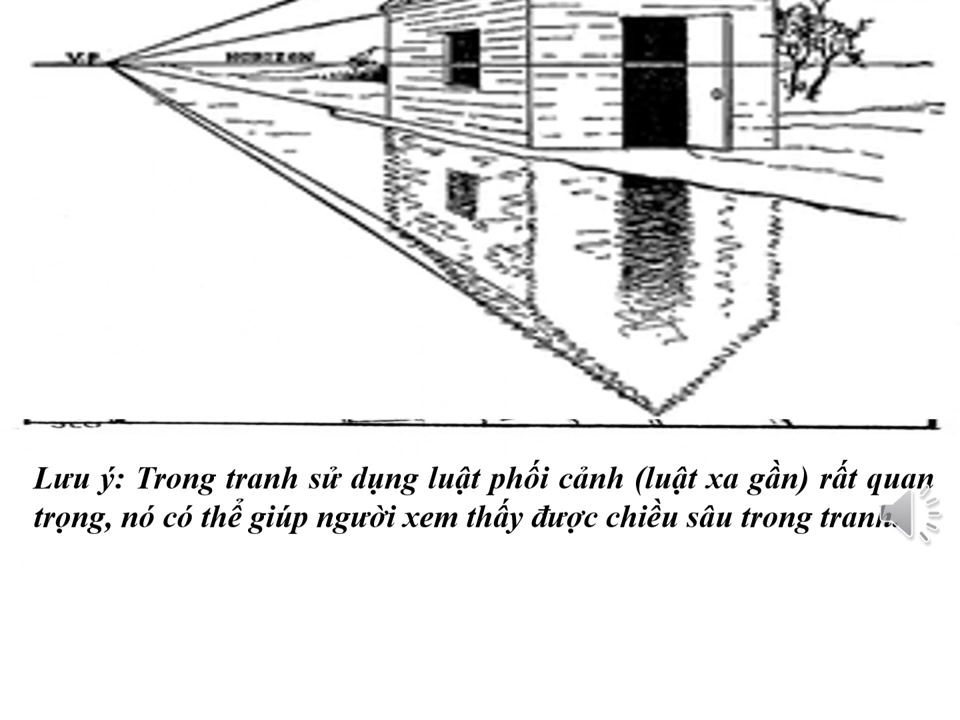 V.P. HORIZON
Lưu ý: Trong tranh sử dụng luật phối cảnh (luật xa gần) rất quan
trọng, nó có thể giúp người xem thấy được chiều sâu trong tranh.